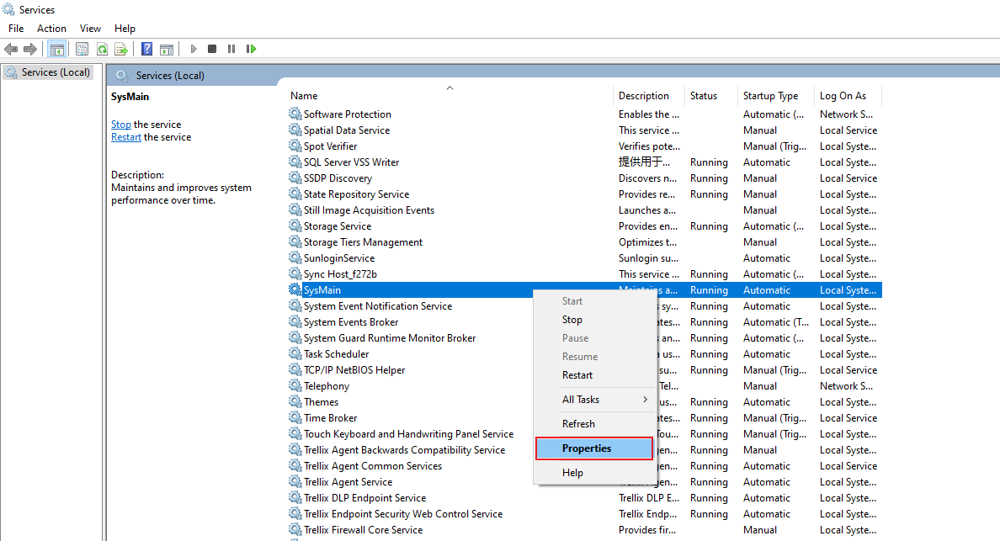 Services
File Action View Help
Services (Local)
Services (Local)
SysMain
Stop the service
Restart the service
Description:
Maintains and improves system
performance over time.
Name Description Status Startup Type Log On As
Software Protection Enables the ... Automatic (... Network S...
Spatial Data Service This service ... Manual Local Service
Spot Verifier Verifies pote... Manual (Trig... Local Syste...
SQL Server VSS Writer 提供用于... Running Automatic Local Syste...
SSDP Discovery Discovers n... Running Manual Local Service
State Repository Service Provides re... Running Manual Local Syste...
Still Image Acquisition Events Launches a... Manual Local Syste...
Storage Service Provides en... Running Automatic (... Local Syste...
Storage Tiers Management Optimizes t... Manual Local Syste...
SunloginService Sunlogin su... Automatic Local Syste...
Sync Host_f272b This service ... Running Automatic (... Local Syste...
SysMain Maintains a... Running Automatic Local Syste...
System Event Notification Service sy... Running Automatic Local Syste...
System Events Broker ates... Running Automatic (T... Local Syste...
System Guard Runtime Monitor Broker an... Running Automatic (... Local Syste...
Task Scheduler us... Running Automatic Local Syste...
TCP/IP NetBIOS Helper su... Running Manual (Trig... Local Service
Telephony Tel... Manual Network S...
Themes us... Running Automatic Local Syste...
Time Broker ates... Running Manual (Trig... Local Service
Touch Keyboard and Handwriting Panel Service ou... Running Manual (Trig... Local Syste...
Trellix Agent Backwards Compatibility Service en... Running Manual Local Syste...
Trellix Agent Common Services en... Running Automatic Local Service
Trellix Agent Service Trellix Agen... Running Automatic Local Syste...
Trellix DLP Endpoint Service Trellix DLP E... Running Automatic Local Syste...
Trellix Endpoint Security Web Control Service Trellix Endp... Running Automatic Local Syste...
Trellix Firewall Core Service Provides fir... Manual Local Syste...
Start
Stop
Pause
Resume
Restart
All Tasks
Refresh
Properties
Help